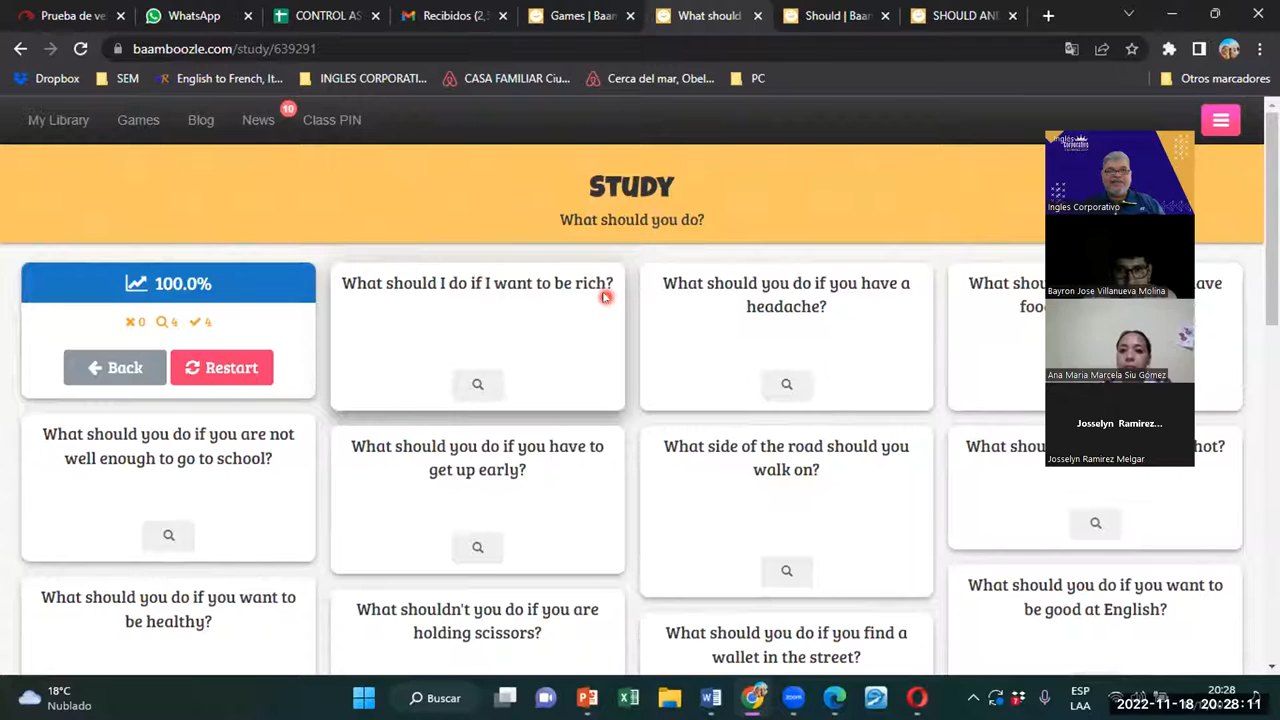 Prueba de ve
WhatsApp
CONTROL AS
Recibidos (2,
Games | Baam
What should
Should | Baam
SHOULD AND
baamboozle.com/study/639291
Dropbox
SEM
English to French, It...
INGLES CORPORATI...
CASA FAMILIAR Ciu...
Cerca del mar, Obel...
PC
Otros marcadores
My Library
Games
Blog
News
10
Class PIN
STUDY
What should you do?
100.0%
0
4
4
Back
Restart
What should I do if I want to be rich?
What should you do if you have a
headache?
What shou
have
foo
What should you do if you are not
well enough to go to school?
What should you do if you have to
get up early?
What side of the road should you
walk on?
What shou
hot?
What should you do if you want to
be healthy?
What shouldn't you do if you are
holding scissors?
What should you do if you find a
wallet in the street?
What should you do if you want to
be good at English?
Inglés
Corporativo
Ingles Corporativo
Bayron Jose Villanueva Molina
Ana Maria Marcela Siu Gomez
Josselyn Ramirez...
Josselyn Ramirez Melgar
18°C
Nublado
Buscar
ESP
LAA
20:28
2022-11-18 20:28:11